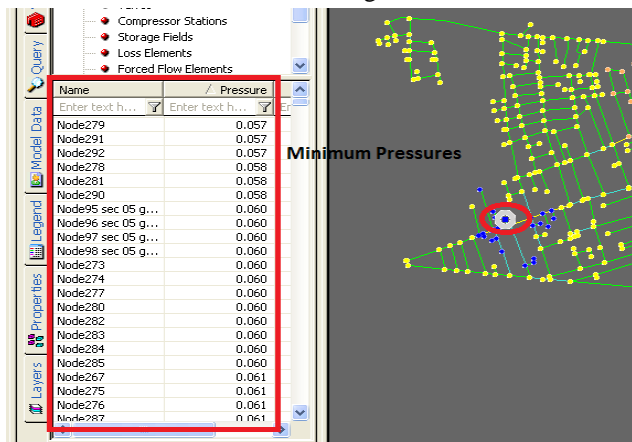 Compressor Stations
Storage Fields
Loss Elements
Forced Flow Elements
Query
Model Data
Legend
Properties
Layers
Name / Pressure
Enter text h... Enter text h... En
Node279 0.057
Node291 0.057
Node292 0.057
Node278 0.058
Node281 0.058
Node290 0.058
Node95 sec 05 g... 0.060
Node96 sec 05 g... 0.060
Node97 sec 05 g... 0.060
Node98 sec 05 g... 0.060
Node273 0.060
Node274 0.060
Node277 0.060
Node280 0.060
Node282 0.060
Node283 0.060
Node284 0.060
Node285 0.060
Node267 0.061
Node275 0.061
Node276 0.061
Node287 0.061
Minimum Pressures